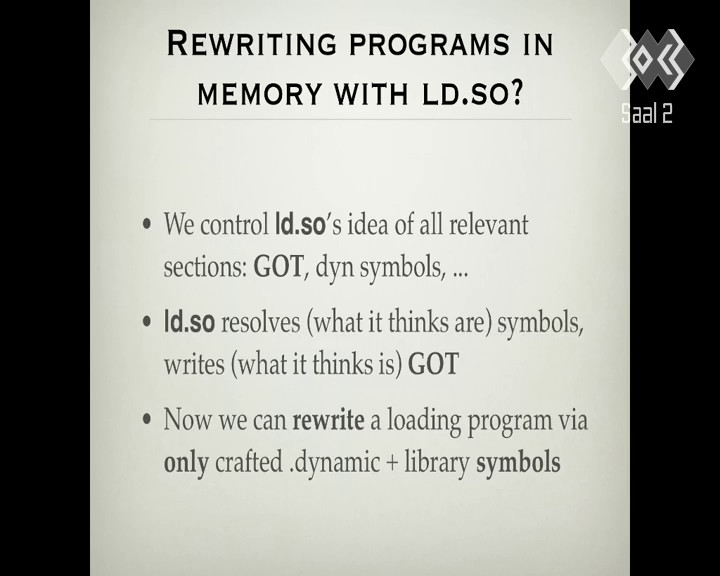 REWRITING PROGRAMS IN
MEMORY WITH LD.SO?
Saal 2
• We control ld.so's idea of all relevant
sections: GOT, dyn symbols, ...
• ld.so resolves (what it thinks are) symbols,
writes (what it thinks is) GOT
• Now we can rewrite a loading program via
only crafted .dynamic + library symbols